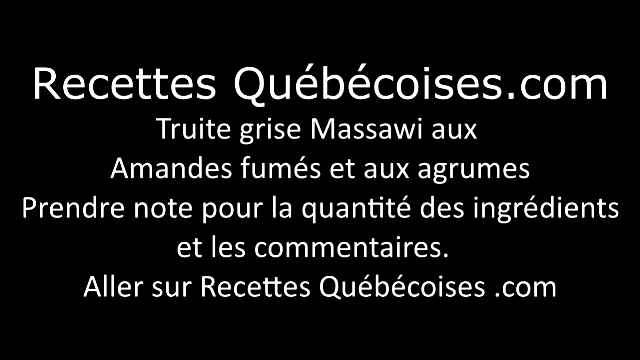 Recettes Québécoises.com
Truite grise Massawi aux
Amandes fumés et aux agrumes
Prendre note pour la quantité des ingrédients
et les commentaires.
Aller sur Recettes Québécoises .com